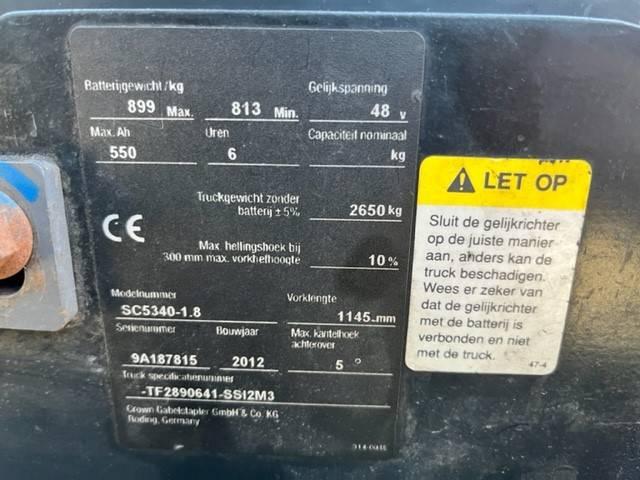 Batterijgewicht/kg Gelijkspanning
899 Max. 813 Min. 48 v
Max. Ah Uren Capaciteit nominaal
550 6 kg
Truckgewicht zonder
batterij ± 5% 2650 kg
CE
Max. hellingshoek bij
300 mm max. vorkhefhoogte 10 %
Modelnummer Vorklengte
SC5340-1.8 1145 mm
Serienummer Bouwjaar Max. kantelhoek
achterover
9A187815 2012 5 °
Truck specificatienummer
-TF2890641-SSI2M3
Crown Gabelstapler GmbH & Co. KG
Roding, Germany
LET OP
Sluit de gelijkrichter
op de juiste manier
aan, anders kan de
truck beschadigen.
Wees er zeker van
dat de gelijkrichter
met de batterij is
verbonden en niet
met de truck.
47-4